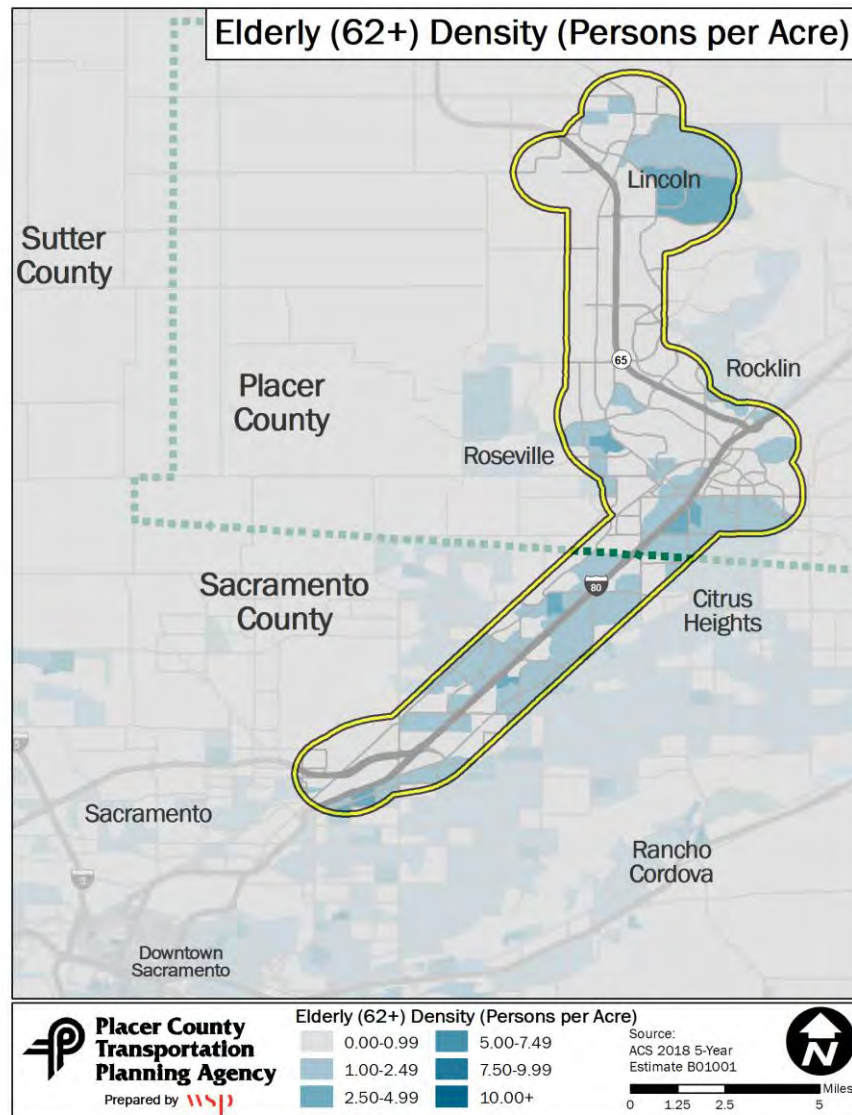 Elderly (62+) Density (Persons per Acre)
Lincoln
Sutter
County
65
Rocklin
Placer
County
Roseville
Sacramento
County
80
Citrus
Heights
5
Sacramento
Rancho
Cordova
5
Downtown
Sacramento
Placer County
Transportation
Planning Agency
Prepared by wsp
Elderly (62+) Density (Persons per Acre)
0.00-0.99
1.00-2.49
2.50-4.99
5.00-7.49
7.50-9.99
10.00+
Source:
ACS 2018 5-Year
Estimate B01001
N
Miles
0 1.25 2.5 5